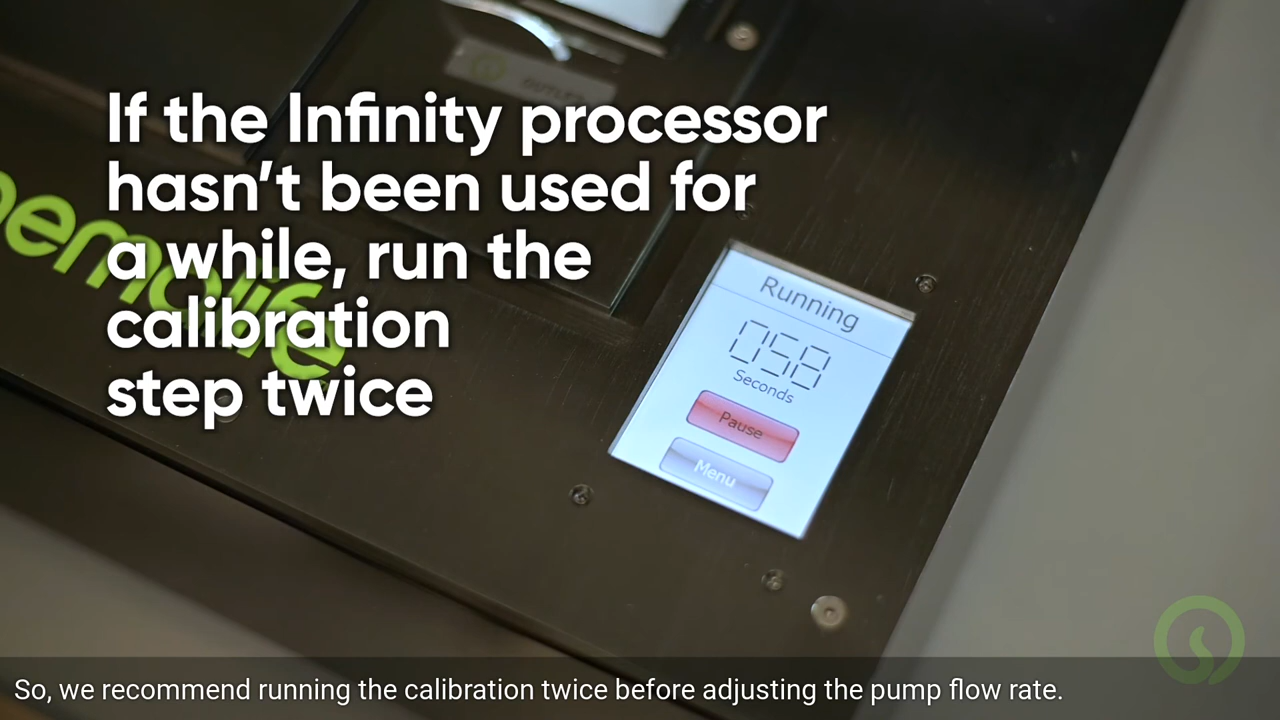 If the Infinity processor
hasn't been used for
a while, run the
calibration
step twice
Running
058
Seconds
Pause
Menu
So, we recommend running the calibration twice before adjusting the pump flow rate.